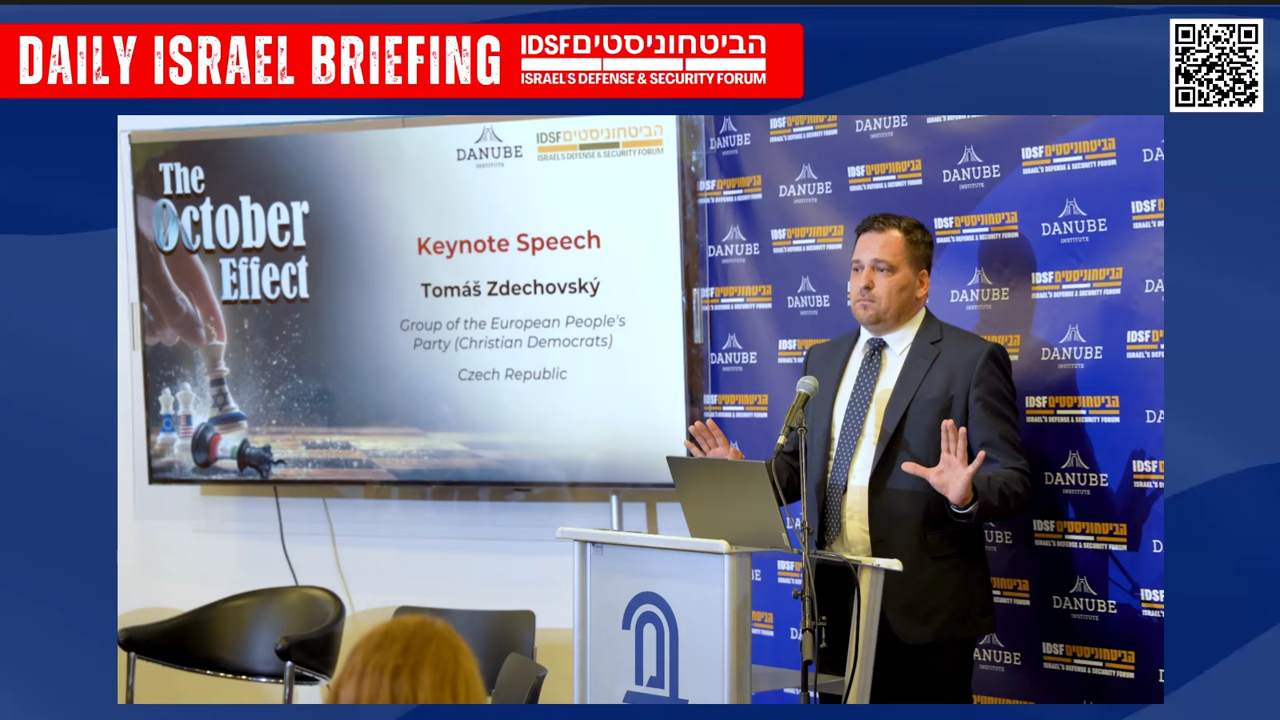 DAILY ISRAEL BRIEFING
IDSF הביטחוניסטים
ISRAEL'S DEFENSE & SECURITY FORUM
The
October
Effect
DANUBE
INSTITUTE
IDSF הביטחוניסטים
ISRAEL'S DEFENSE & SECURITY FORUM
Keynote Speech
Tomáš Zdechovský
Group of the European People's
Party (Christian Democrats)
Czech Republic
DANUBE
INSTITUTE
IDSF הביטחוניסטים
ISRAEL'S DEFENSE & SECURITY FORUM